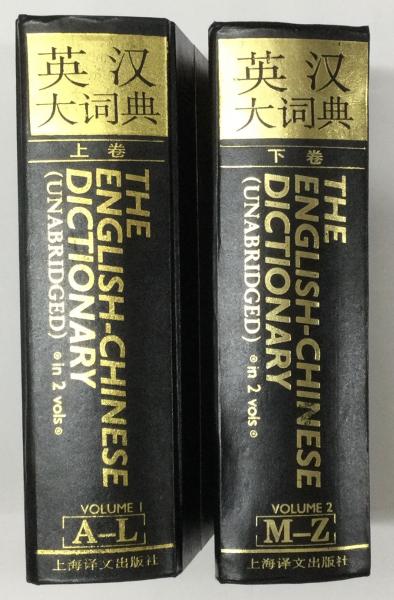 英汉
大词典
上卷
THE
ENGLISH-CHINESE
DICTIONARY
(UNABRIDGED)
in 2 vols
VOLUME 1
A–L
上海译文出版社
英汉
大词典
下卷
THE
ENGLISH-CHINESE
DICTIONARY
(UNABRIDGED)
in 2 vols
VOLUME 2
M–Z
上海译文出版社